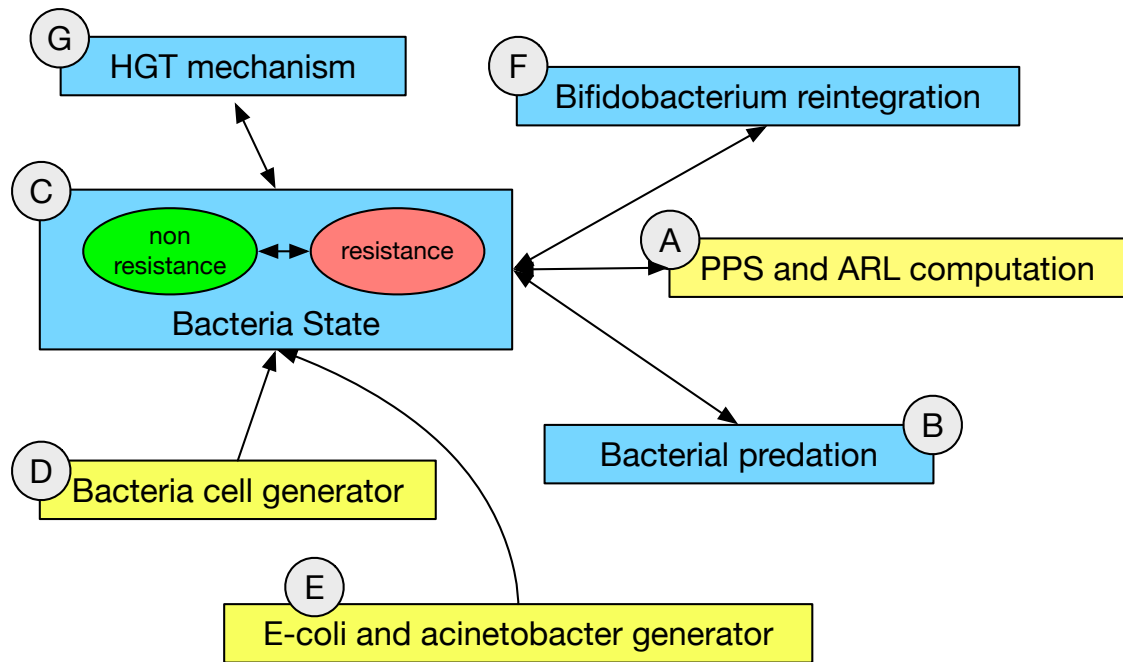 G
HGT mechanism
F
Bifidobacterium reintegration
C
non
resistance
resistance
Bacteria State
A
PPS and ARL computation
B
Bacterial predation
D
Bacteria cell generator
E
E-coli and acinetobacter generator